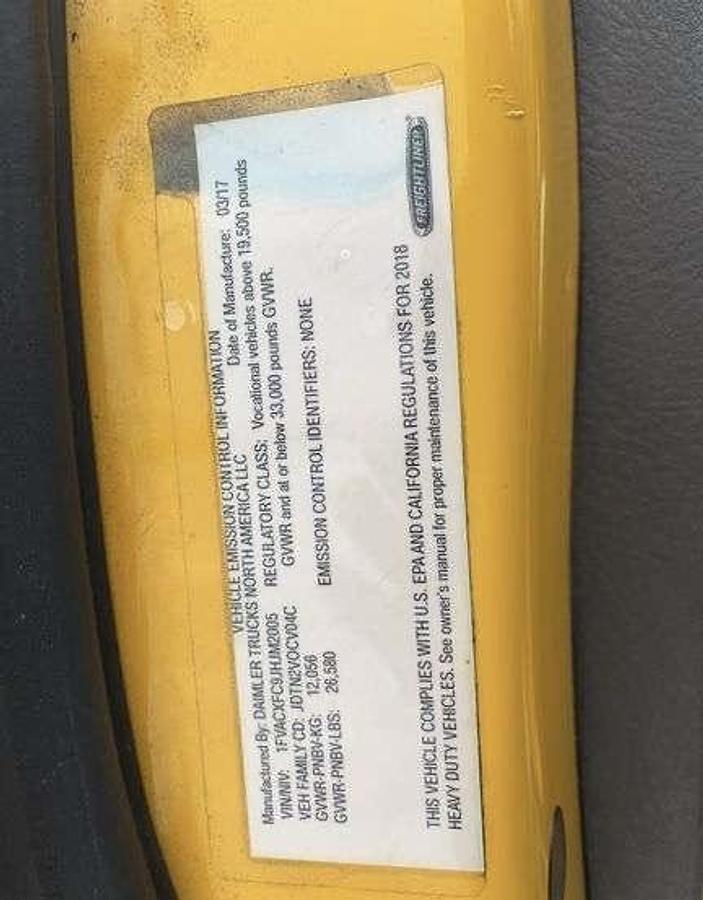 VEHICLE EMISSION CONTROL INFORMATION
Manufactured By: DAIMLER TRUCKS NORTH AMERICA LLC Date of Manufacture: 03/17
VIN/NIV: 1FVACXFC9JHJM2005 REGULATORY CLASS: Vocational vehicles above 19,500 pounds
VEH FAMILY CD: JDTN2VOCV04C GVWR and at or below 33,000 pounds GVWR.
GVWR-PNBV-KG: 12,056
GVWR-PNBV-LBS: 26,580 EMISSION CONTROL IDENTIFIERS: NONE
FREIGHTLINER
THIS VEHICLE COMPLIES WITH U.S. EPA AND CALIFORNIA REGULATIONS FOR 2018
HEAVY DUTY VEHICLES. See owner's manual for proper maintenance of this vehicle.